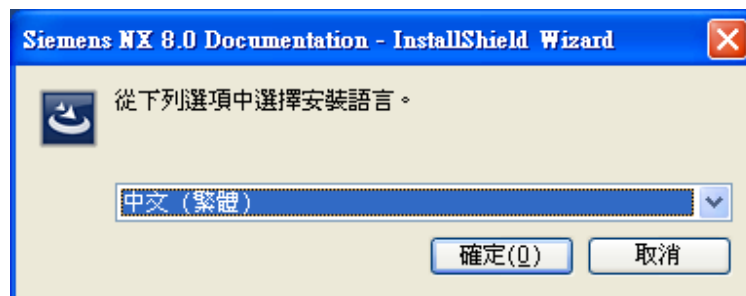 Siemens NX 8.0 Documentation - InstallShield Wizard
從下列選項中選擇安裝語言。
中文 (繁體)
確定(O) 取消